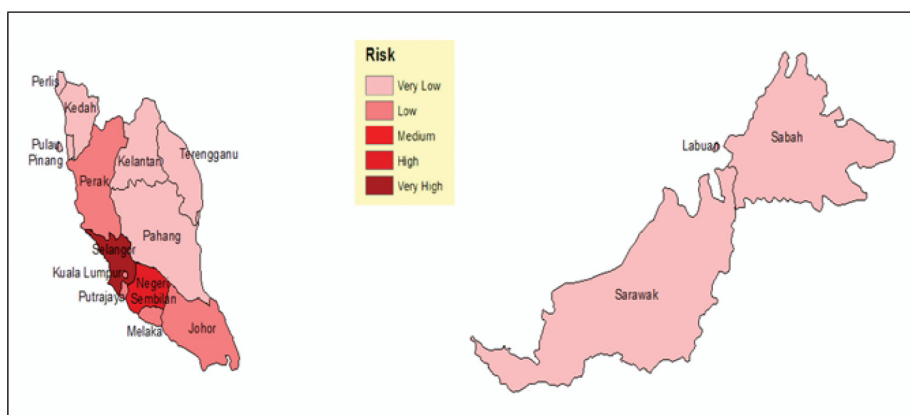 Risk
Very Low
Low
Medium
High
Very High
Perlis
Kedah
Pulau
Pinang
Kelantan
Terengganu
Perak
Pahang
Selangor
Kuala Lumpur
Putrajaya
Negeri
Sembilan
Melaka
Johor
Labuan
Sabah
Sarawak